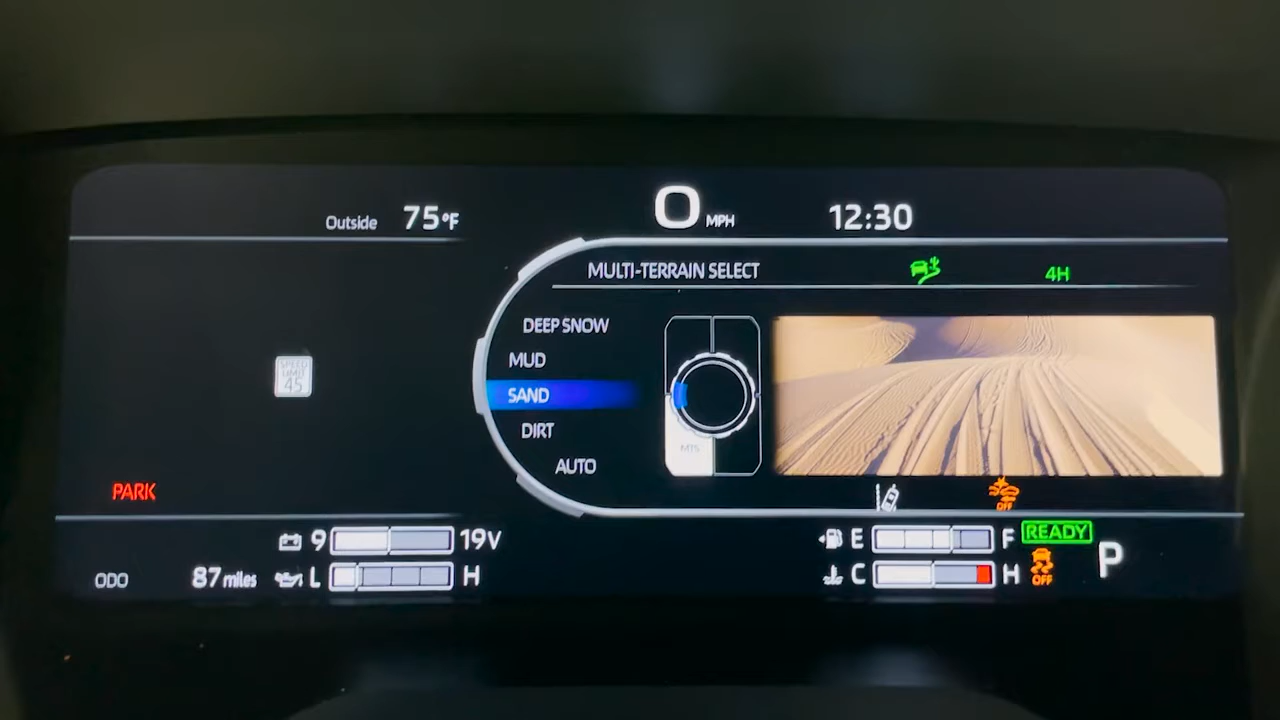 Outside 75°F
0 MPH
12:30
MULTI-TERRAIN SELECT
4H
DEEP SNOW
MUD
SAND
DIRT
AUTO
MTS
SPEED
LIMIT
45
PARK
OFF
9 19V
E F
READY
P
ODO 87 miles
L H
C H
OFF